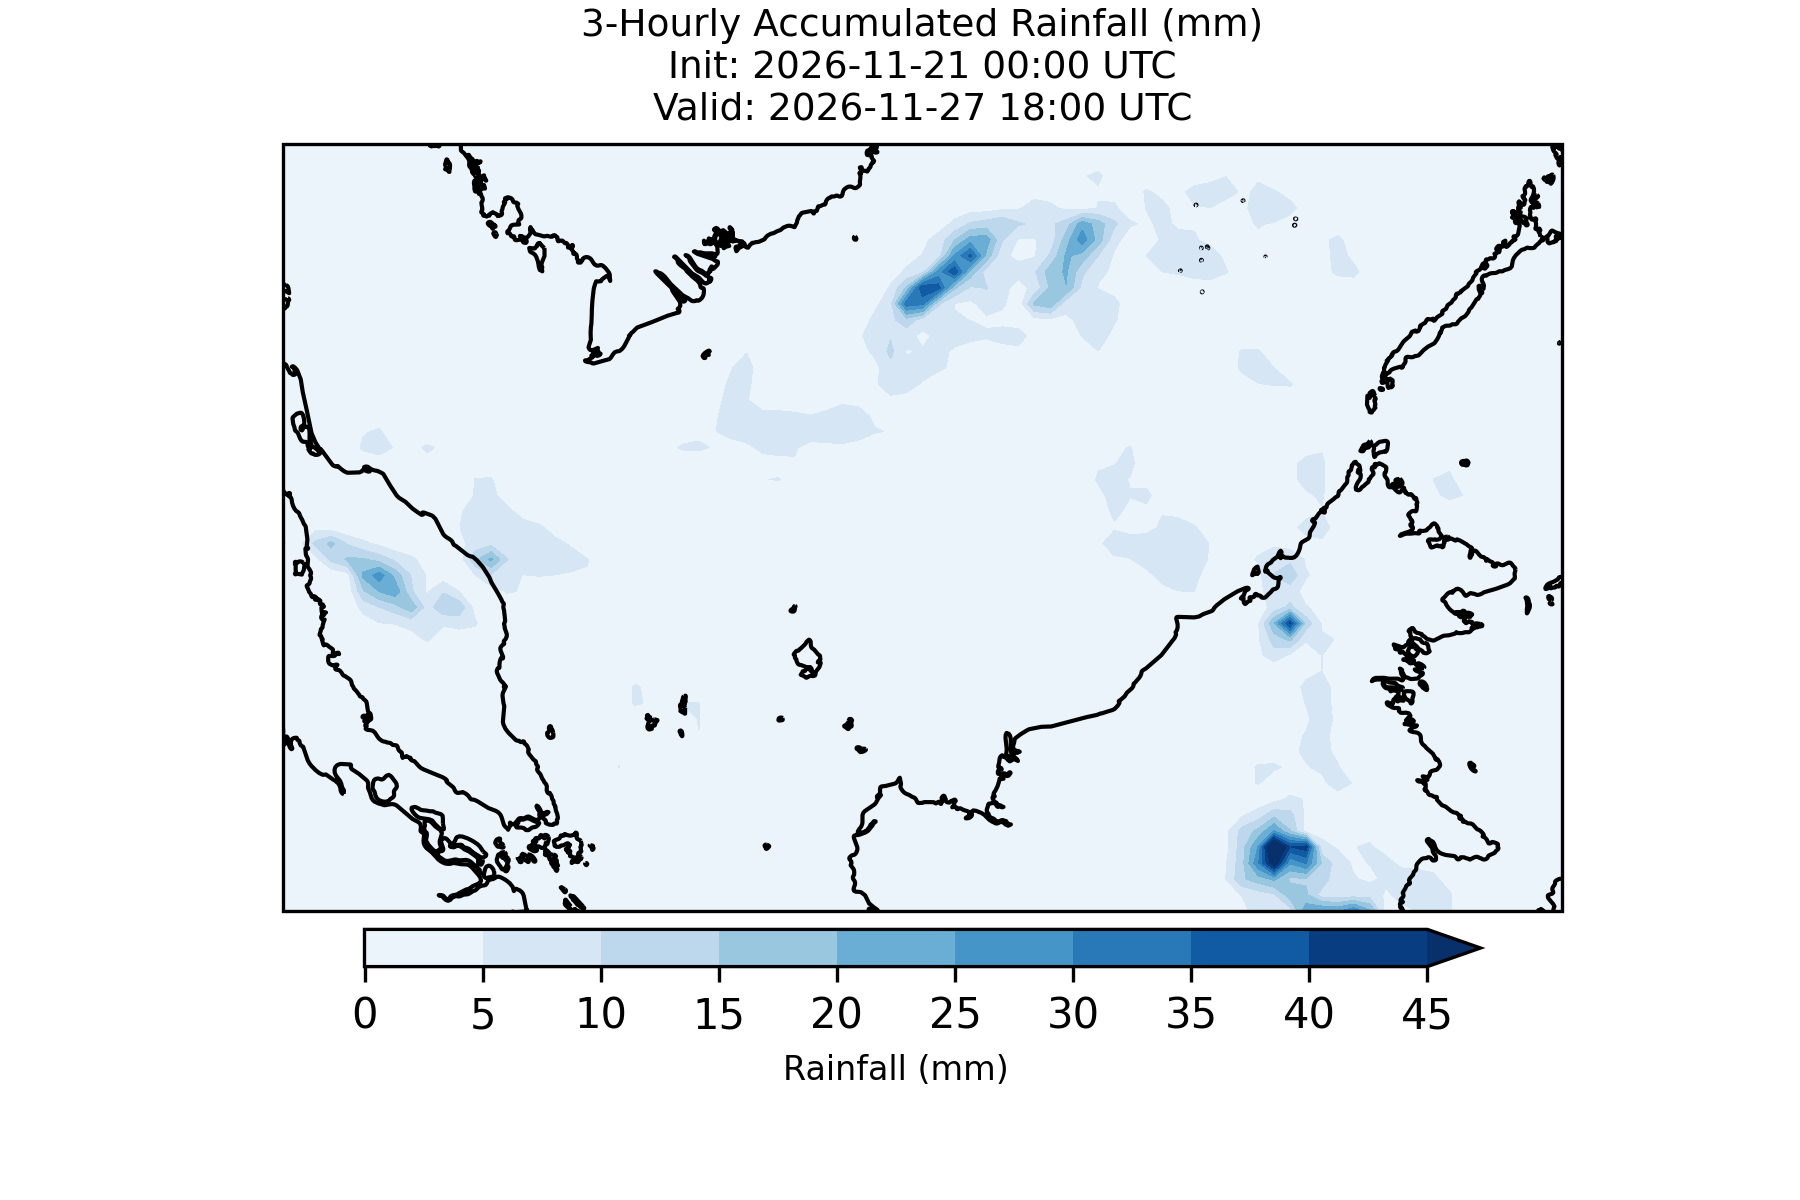 3-Hourly Accumulated Rainfall (mm)
Init: 2026-11-21 00:00 UTC
Valid: 2026-11-27 18:00 UTC
0 5 10 15 20 25 30 35 40 45
Rainfall (mm)